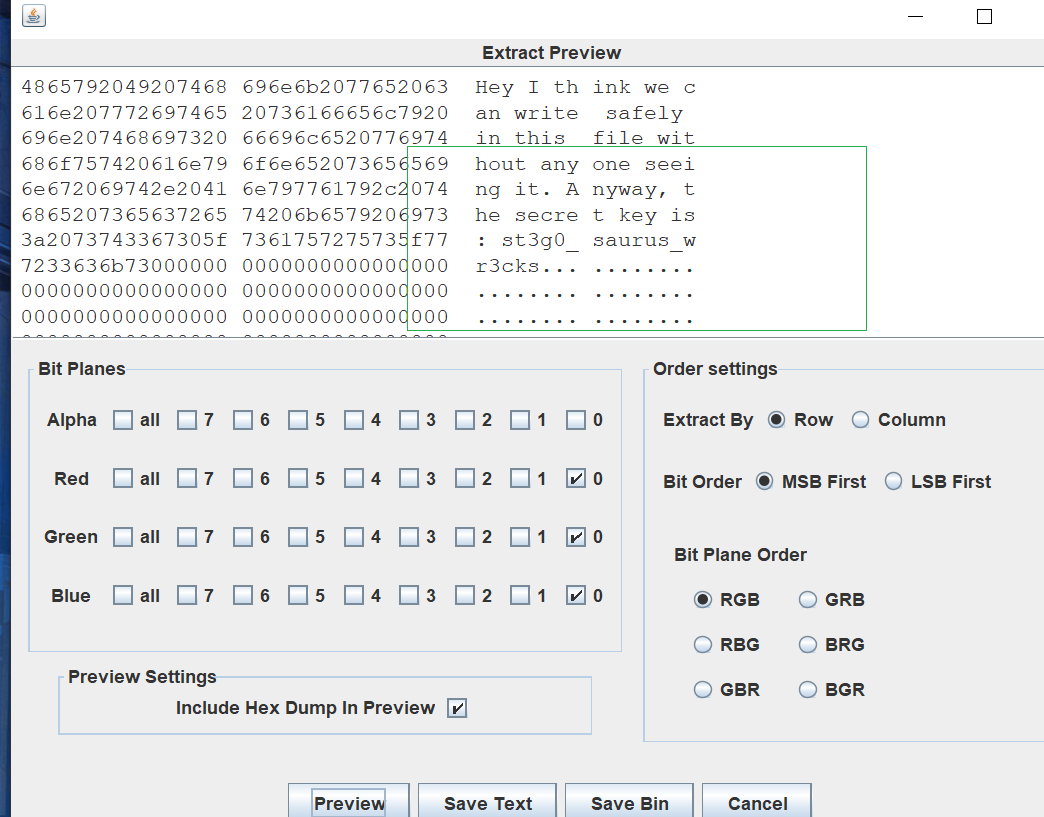 Extract Preview
4865792049207468 696e6b2077652063 Hey I th ink we c
616e207772697465 20736166656c7920 an write  safely 
696e207468697320 66696c6520776974 in this  file wit
686f757420616e79 6f6e652073656569 hout any one seei
6e672069742e2041 6e797761792c2074 ng it. A nyway, t
6865207365637265 74206b6579206973 he secre t key is
3a2073743367305f 7361757275735f77 : st3g0_ saurus_w
7233636b73000000 0000000000000000 r3cks... ........
0000000000000000 0000000000000000 ........ ........
0000000000000000 0000000000000000 ........ ........
Bit Planes
Alpha all 7 6 5 4 3 2 1 0
Red all 7 6 5 4 3 2 1 0
Green all 7 6 5 4 3 2 1 0
Blue all 7 6 5 4 3 2 1 0
Preview Settings
Include Hex Dump In Preview
Order settings
Extract By Row Column
Bit Order MSB First LSB First
Bit Plane Order
RGB GRB
RBG BRG
GBR BGR
Preview Save Text Save Bin Cancel